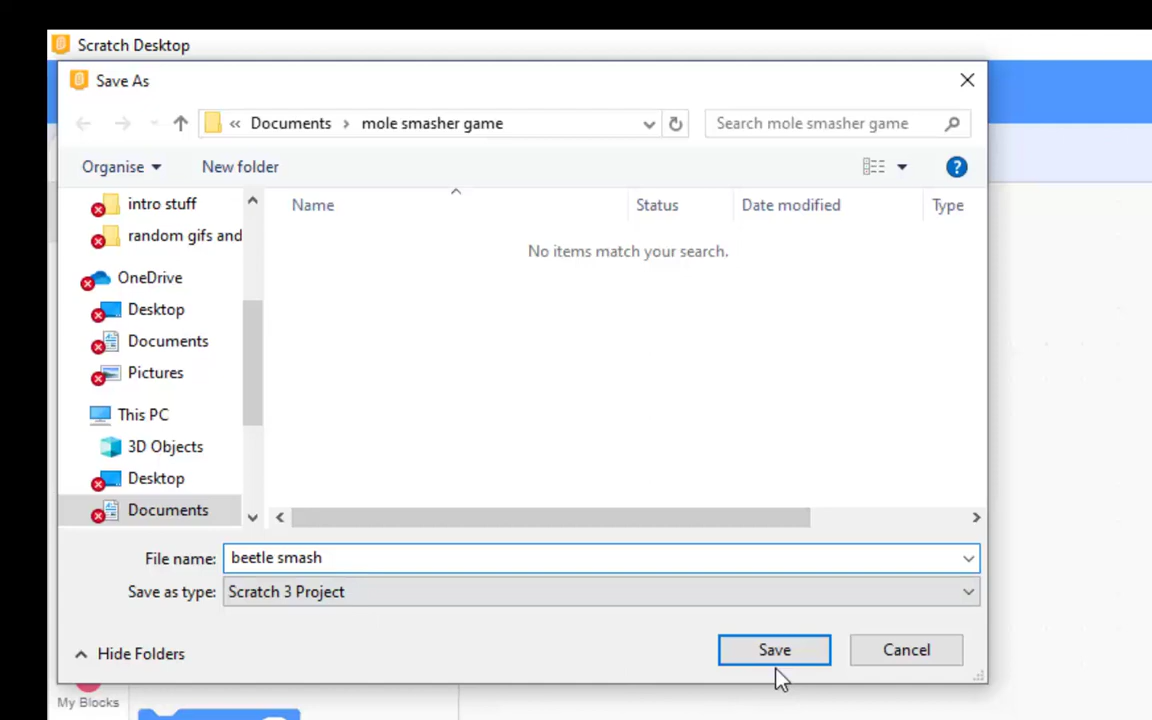 Scratch Desktop
Save As
« Documents > mole smasher game
Search mole smasher game
Organise
New folder
?
intro stuff
random gifs and
OneDrive
Desktop
Documents
Pictures
This PC
3D Objects
Desktop
Documents
Name Status Date modified Type
No items match your search.
File name: beetle smash
Save as type: Scratch 3 Project
Hide Folders
Save
Cancel
My Blocks